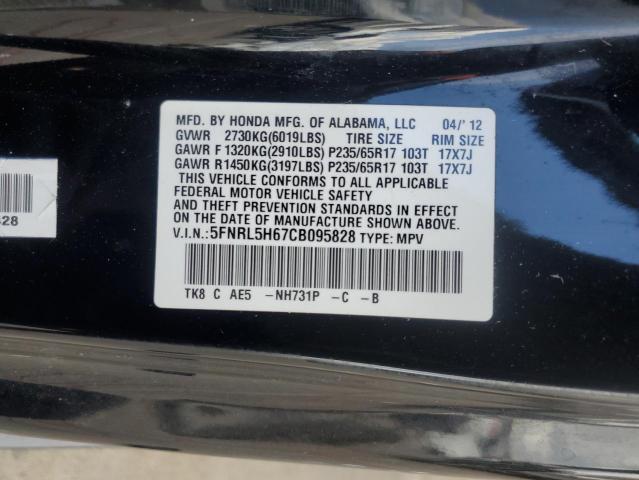 MFD. BY HONDA MFG. OF ALABAMA, LLC 04/'12
GVWR 2730KG(6019LBS) TIRE SIZE RIM SIZE
GAWR F 1320KG(2910LBS) P235/65R17 103T 17X7J
GAWR R1450KG(3197LBS) P235/65R17 103T 17X7J
THIS VEHICLE CONFORMS TO ALL APPLICABLE
FEDERAL MOTOR VEHICLE SAFETY
AND THEFT PREVENTION STANDARDS IN EFFECT
ON THE DATE OF MANUFACTURE SHOWN ABOVE.
V.I.N.: 5FNRL5H67CB095828 TYPE: MPV
TK8 C AE5 -NH731P -C -B
828